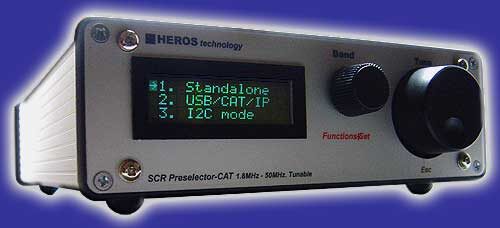 HEROS technology
Band
Tune
1. Standalone
2. USB/CAT/IP
3. I2C mode
Functions/Set
Esc
SCR Preselector-CAT 1.8MHz - 50MHz. Tunable